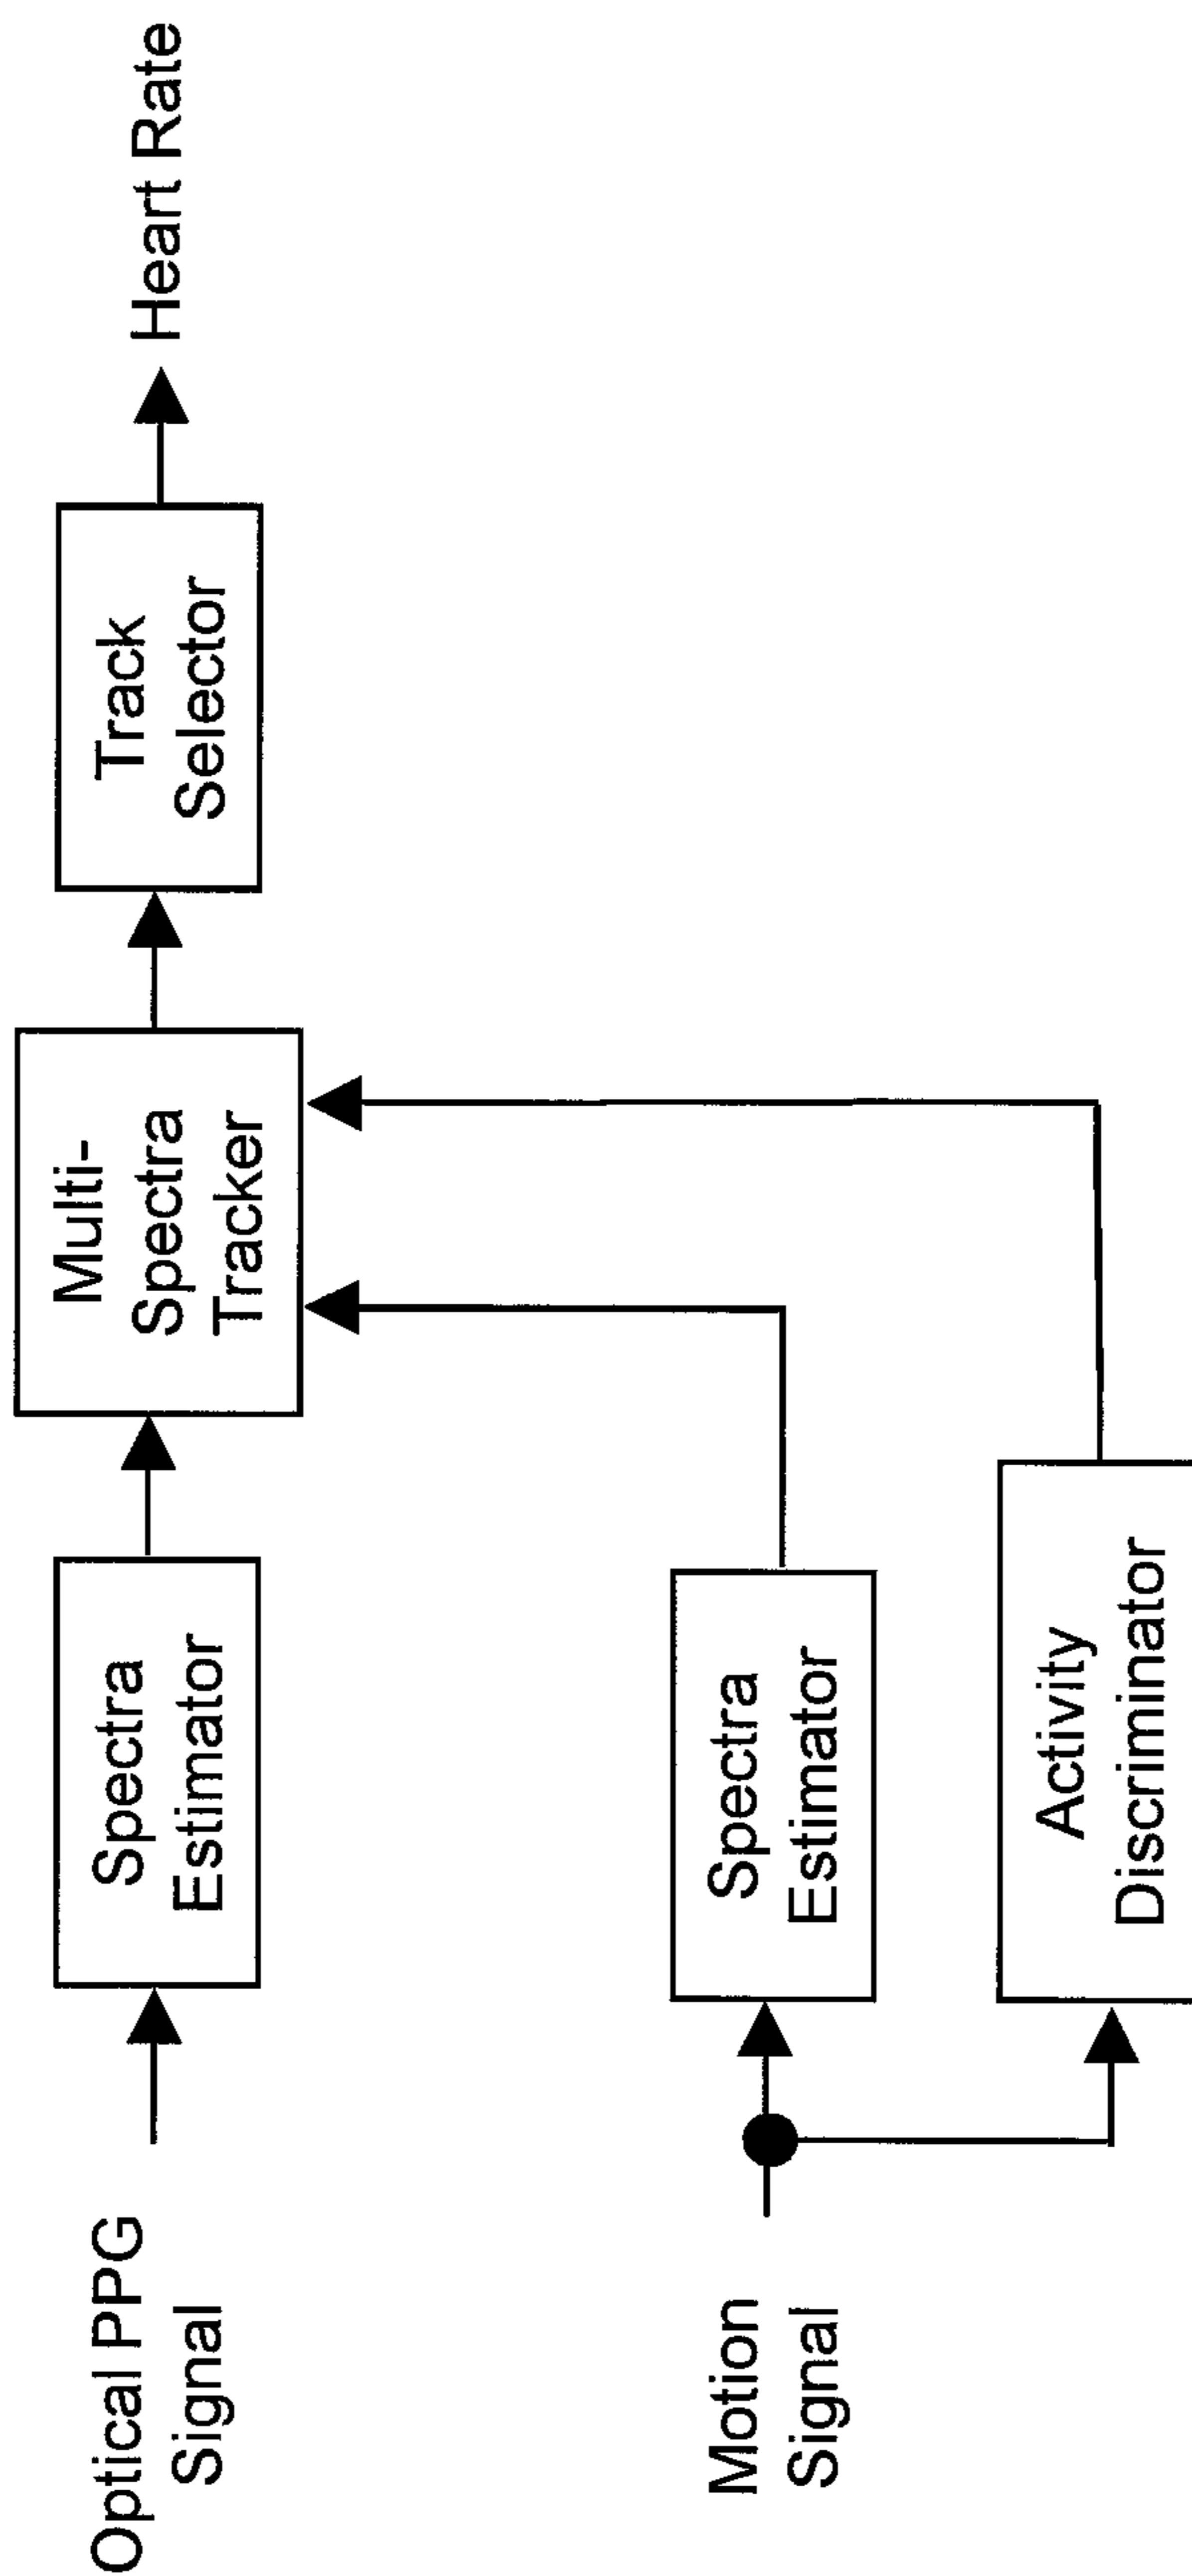 Optical PPG
Signal
Spectra
Estimator
Multi-
Spectra
Tracker
Track
Selector
Heart Rate
Motion
Signal
Spectra
Estimator
Activity
Discriminator